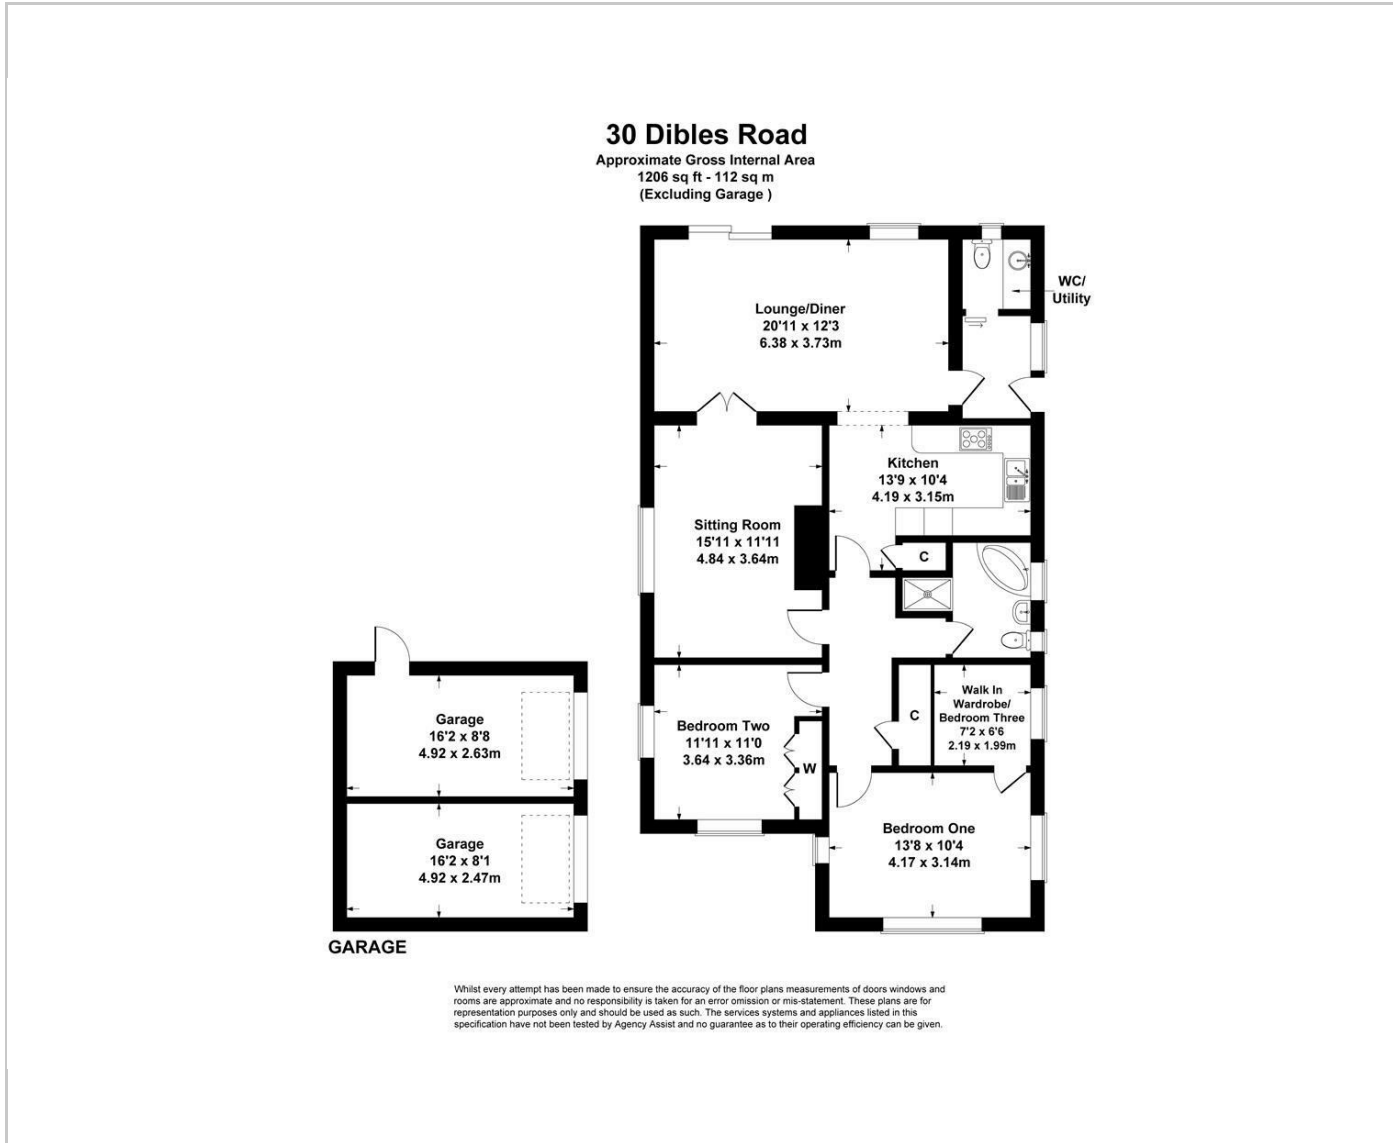 30 Dibles Road
Approximate Gross Internal Area
1206 sq ft - 112 sq m
(Excluding Garage )
Lounge/Diner
20'11 x 12'3
6.38 x 3.73m
WC/
Utility
Kitchen
13'9 x 10'4
4.19 x 3.15m
Sitting Room
15'11 x 11'11
4.84 x 3.64m
C
Walk In
Wardrobe/
Bedroom Three
7'2 x 6'6
2.19 x 1.99m
C
Bedroom Two
11'11 x 11'0
3.64 x 3.36m
W
Bedroom One
13'8 x 10'4
4.17 x 3.14m
Garage
16'2 x 8'8
4.92 x 2.63m
Garage
16'2 x 8'1
4.92 x 2.47m
GARAGE
Whilst every attempt has been made to ensure the accuracy of the floor plans measurements of doors windows and
rooms are approximate and no responsibility is taken for an error omission or mis-statement. These plans are for
representation purposes only and should be used as such. The services systems and appliances listed in this
specification have not been tested by Agency Assist and no guarantee as to their operating efficiency can be given.